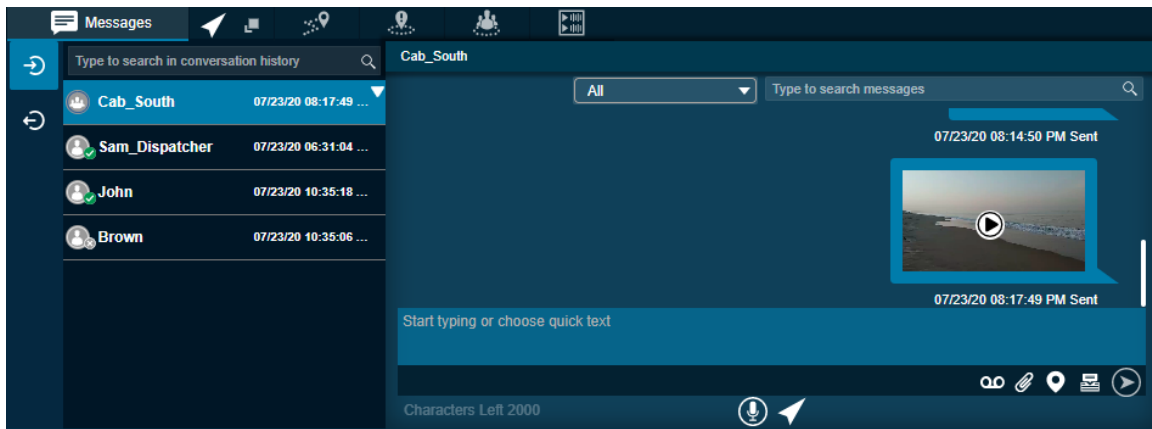 Messages
Type to search in conversation history
Cab_South 07/23/20 08:17:49 ...
Sam_Dispatcher 07/23/20 06:31:04 ...
John 07/23/20 10:35:18 ...
Brown 07/23/20 10:35:06 ...
Cab_South
All
Type to search messages
07/23/20 08:14:50 PM Sent
07/23/20 08:17:49 PM Sent
Start typing or choose quick text
Characters Left 2000